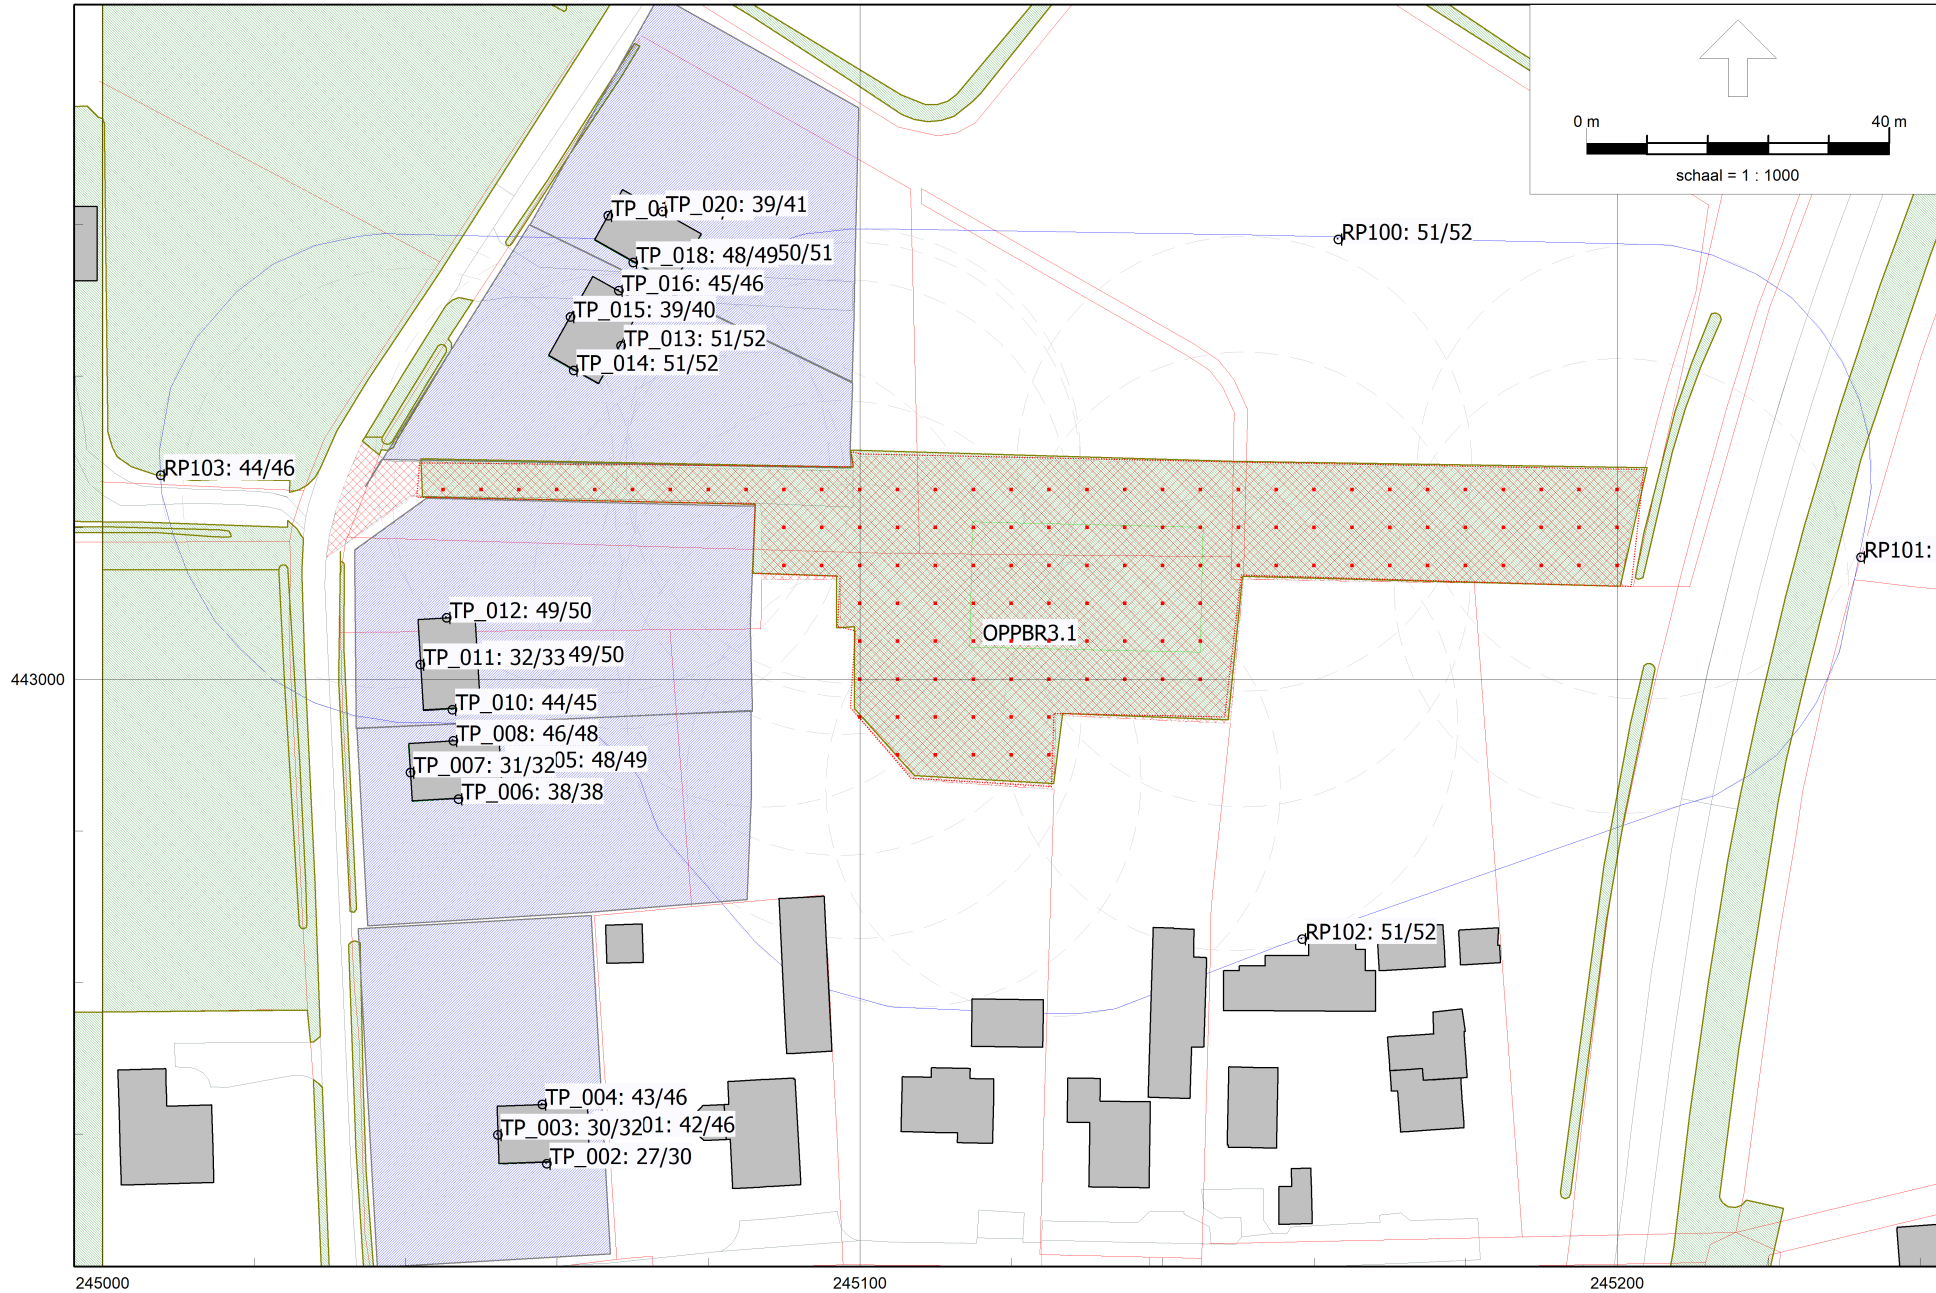 0 m 40 m
schaal = 1 : 1000
TP_020: 39/41
RP100: 51/52
TP_018: 48/49 50/51
TP_016: 45/46
TP_015: 39/40
TP_013: 51/52
TP_014: 51/52
RP103: 44/46
RP101:
TP_012: 49/50
OPPBR3.1
TP_011: 32/33 49/50
443000
TP_010: 44/45
TP_008: 46/48
TP_007: 31/32 05: 48/49
TP_006: 38/38
RP102: 51/52
TP_004: 43/46
TP_003: 30/32 01: 42/46
TP_002: 27/30
245000 245100 245200